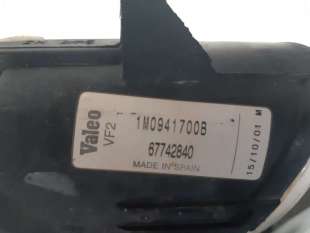 Valeo
VF2
1M0941700B
67742840
MADE IN SPAIN
15/10/01 M